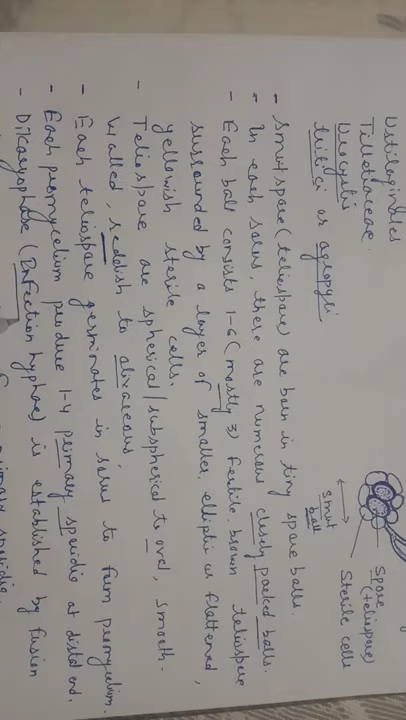 Ustilaginales
Tilletiaceae.
Urocystis
tritici or agropyri
- Smutspore (teliospore) are born in tiny spore balls.
- In each sorus, there are numerous closely packed balls.
- Each ball consists 1-6 (mostly 3) fertile. brown teliospore
surrounded by a layer of smaller. elliptic or flattened,
yellowish sterile cells.
- Teliospore are spherical/subspherical to oval, smooth-
walled, reddish to olivaceous.
- Each teliospore germinates in sorus to form promycelium.
- Each promycelium produce 1-4 primary sporidia at distal end.
- Dikaryophase (Infection hyphae) is established by fusion
primary sporidia.
smut
ball
Spore
(teliospore)
Sterile cells